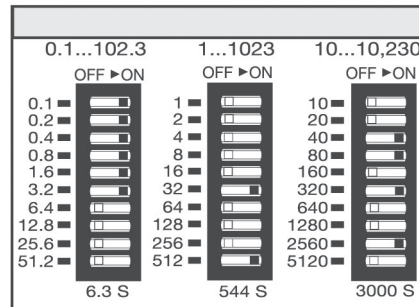 0.1...102.3 1...1023 10...10,230
OFF ►ON OFF ►ON OFF ►ON
0.1 1 10
0.2 2 20
0.4 4 40
0.8 8 80
1.6 16 160
3.2 32 320
6.4 64 640
12.8 128 1280
25.6 256 2560
51.2 512 5120
6.3 S 544 S 3000 S